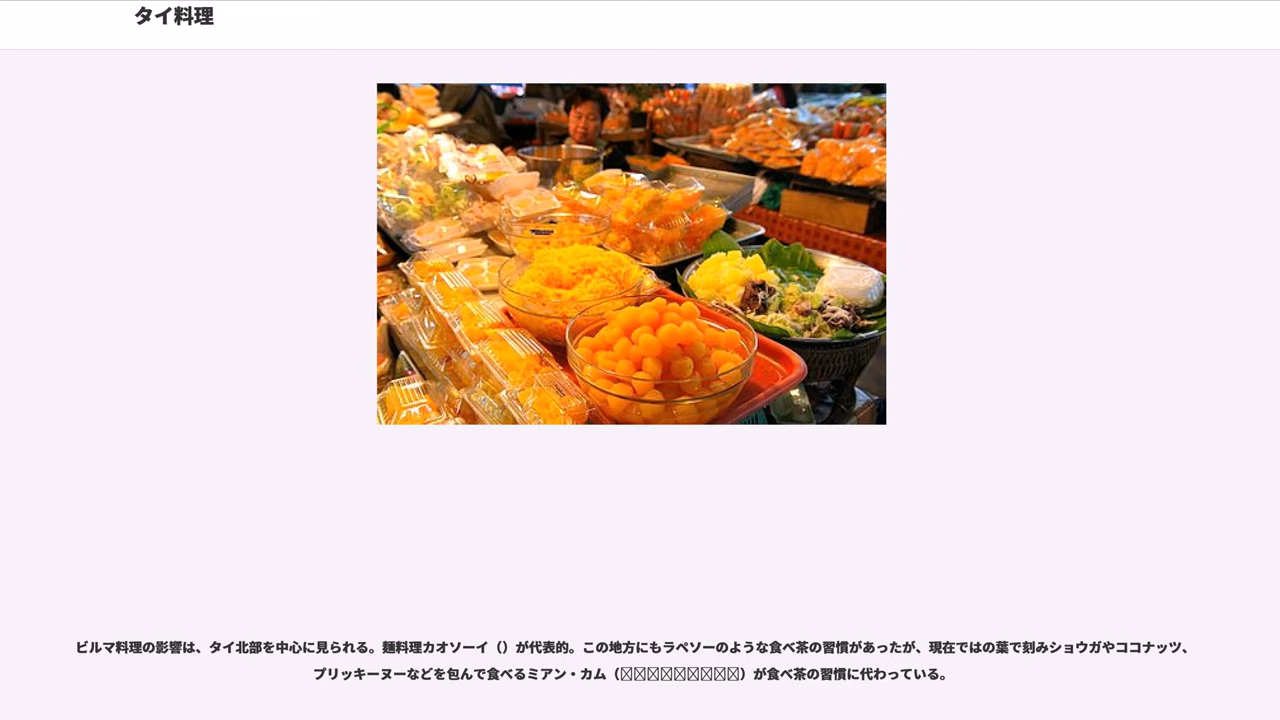 タイ料理
ビルマ料理の影響は、タイ北部を中心に見られる。麺料理カオソーイ（）が代表的。この地方にもラペソーのような食べ茶の習慣があったが、現在ではの葉で刻みショウガやココナッツ、
プリッキーヌーなどを包んで食べるミアン・カム（）が食べ茶の習慣に代わっている。